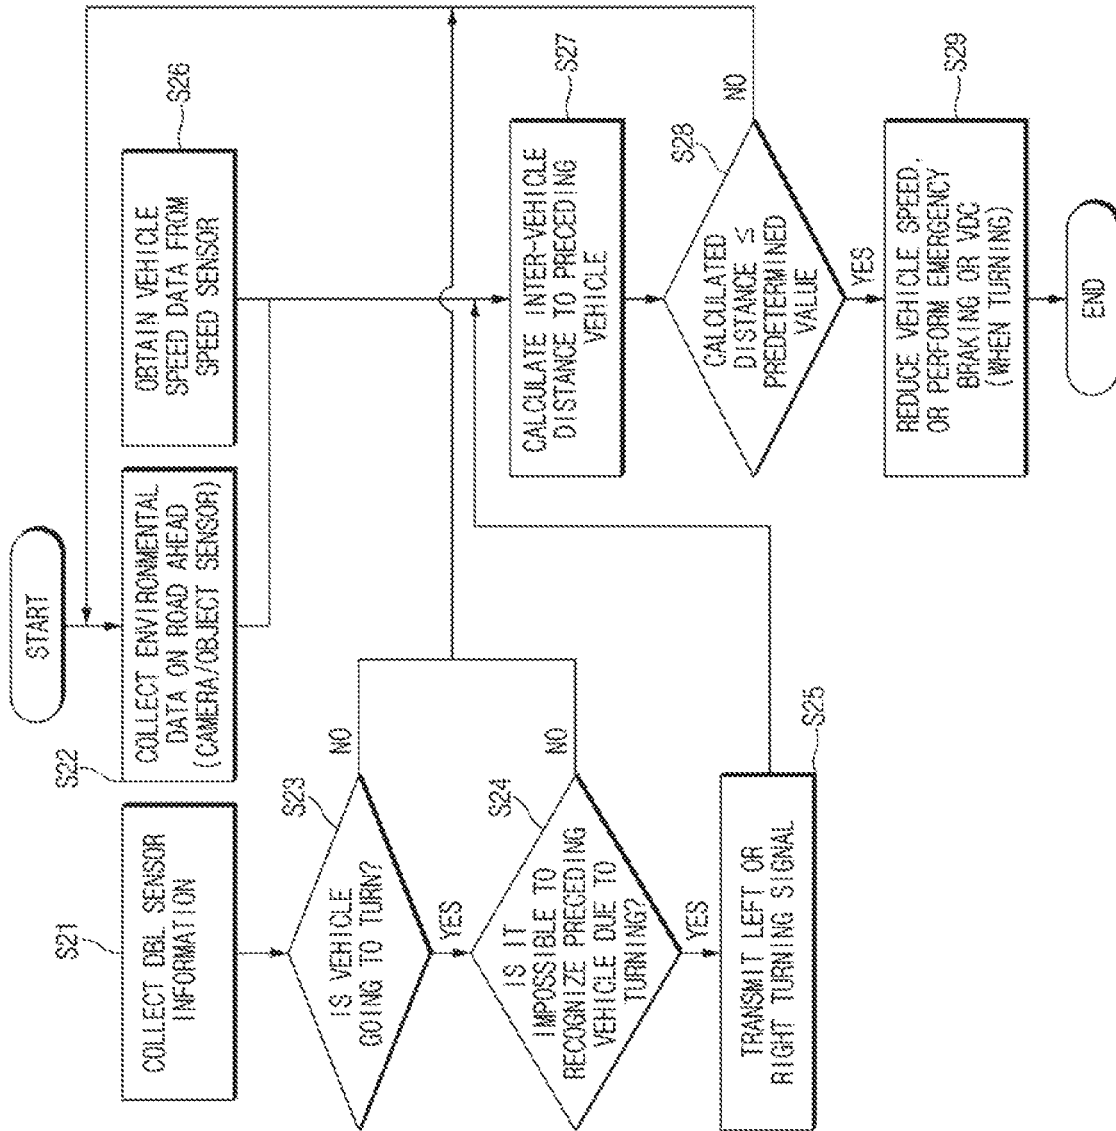 START
S21
COLLECT DBL SENSOR
INFORMATION
S22
COLLECT ENVIRONMENTAL
DATA ON ROAD AHEAD
(CAMERA/OBJECT SENSOR)
S26
OBTAIN VEHICLE
SPEED DATA FROM
SPEED SENSOR
S23
IS VEHICLE
GOING TO TURN?
NO
YES
S24
IS IT
IMPOSSIBLE TO
RECOGNIZE PRECEDING
VEHICLE DUE TO
TURNING?
NO
YES
S25
TRANSMIT LEFT OR
RIGHT TURNING SIGNAL
S27
CALCULATE INTER-VEHICLE
DISTANCE TO PRECEDING
VEHICLE
S28
CALCULATED
DISTANCE ≤
PREDETERMINED
VALUE
NO
YES
S29
REDUCE VEHICLE SPEED,
OR PERFORM EMERGENCY
BRAKING OR VDC
(WHEN TURNING)
END